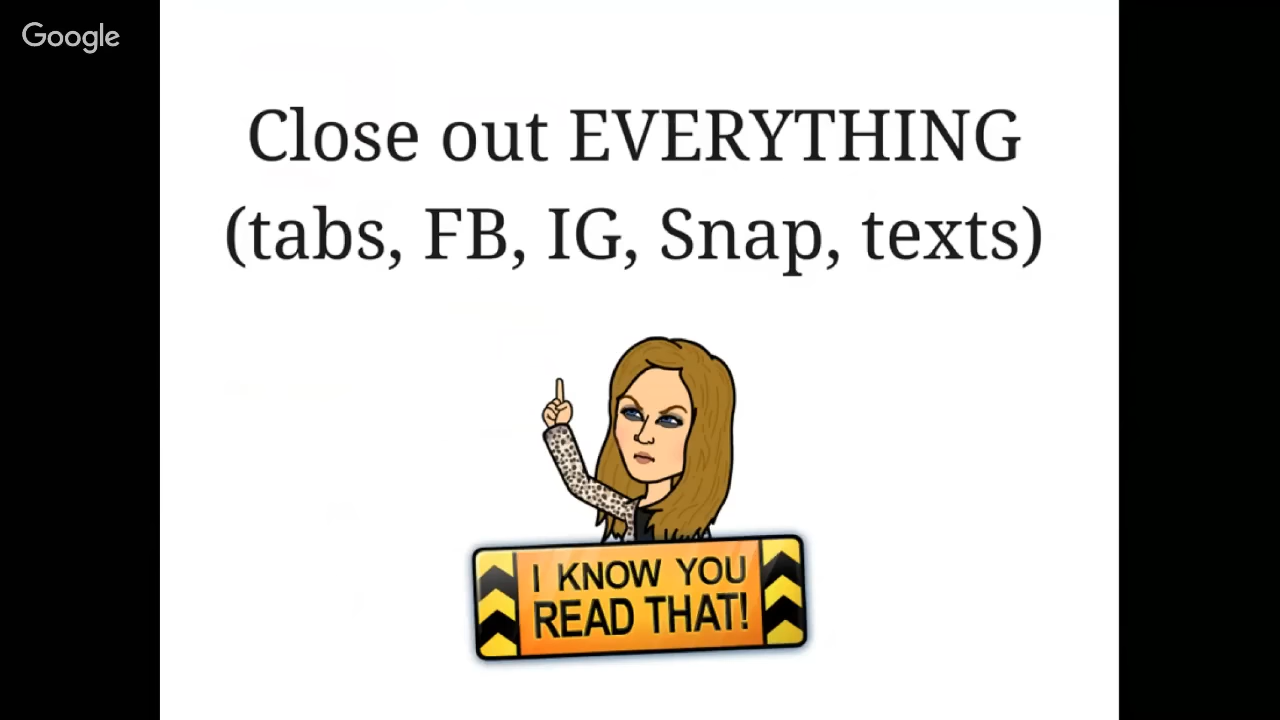 Google
Close out EVERYTHING
(tabs, FB, IG, Snap, texts)
I KNOW YOU
READ THAT!